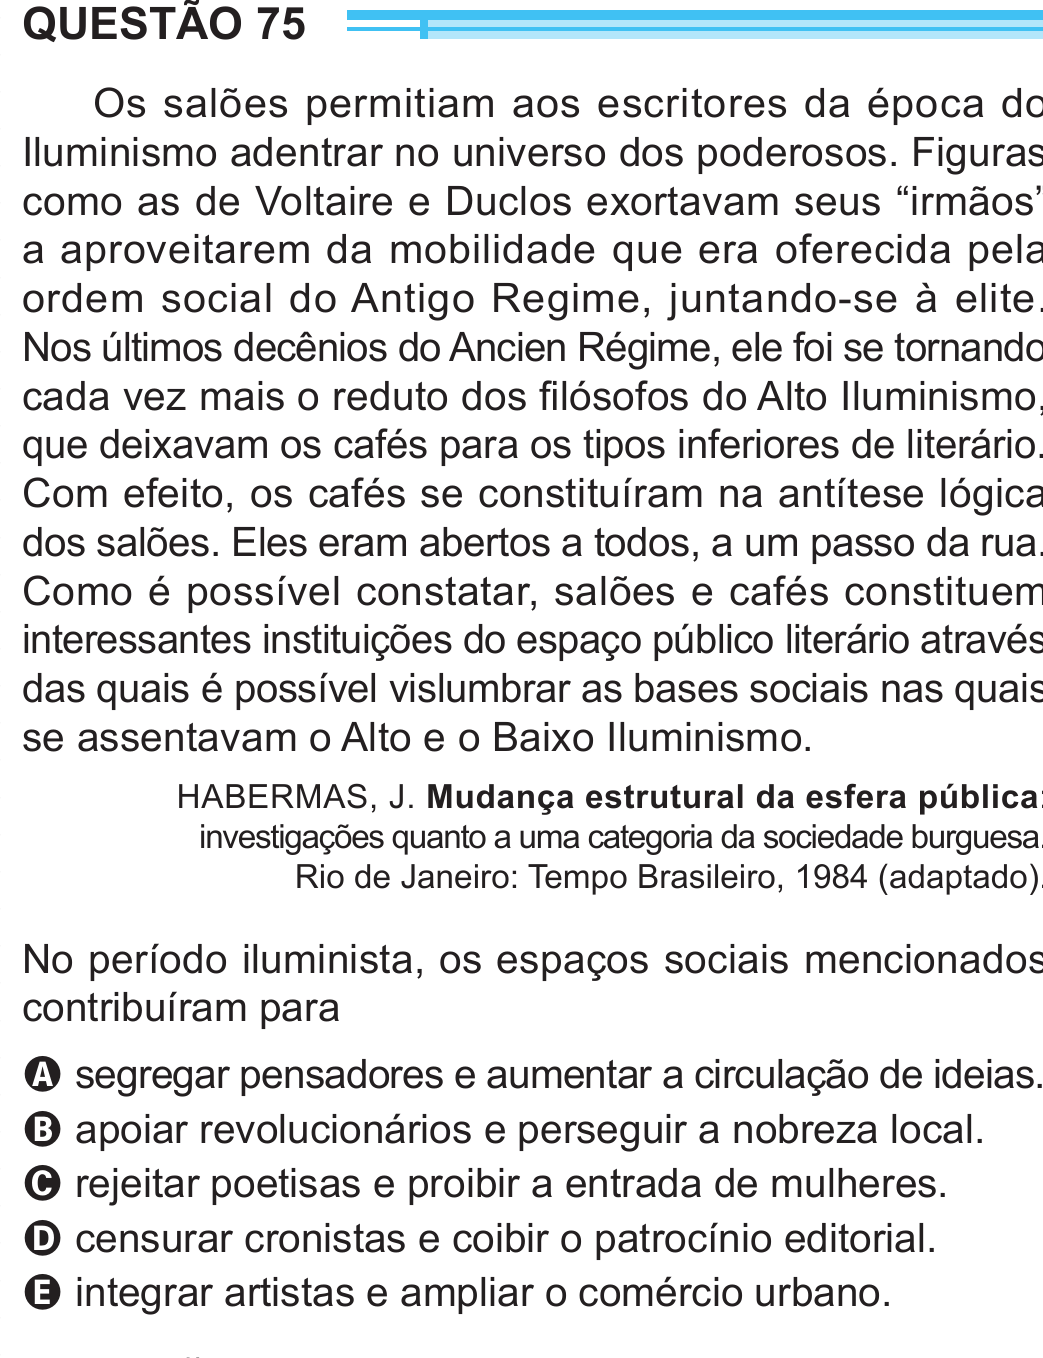 QUESTÃO 75
Os salões permitiam aos escritores da época do
Iluminismo adentrar no universo dos poderosos. Figuras
como as de Voltaire e Duclos exortavam seus “irmãos”
a aproveitarem da mobilidade que era oferecida pela
ordem social do Antigo Regime, juntando-se à elite.
Nos últimos decênios do Ancien Régime, ele foi se tornando
cada vez mais o reduto dos filósofos do Alto Iluminismo,
que deixavam os cafés para os tipos inferiores de literário.
Com efeito, os cafés se constituíram na antítese lógica
dos salões. Eles eram abertos a todos, a um passo da rua.
Como é possível constatar, salões e cafés constituem
interessantes instituições do espaço público literário através
das quais é possível vislumbrar as bases sociais nas quais
se assentavam o Alto e o Baixo Iluminismo.
HABERMAS, J. Mudança estrutural da esfera pública:
investigações quanto a uma categoria da sociedade burguesa.
Rio de Janeiro: Tempo Brasileiro, 1984 (adaptado).
No período iluminista, os espaços sociais mencionados
contribuíram para
A segregar pensadores e aumentar a circulação de ideias.
B apoiar revolucionários e perseguir a nobreza local.
C rejeitar poetisas e proibir a entrada de mulheres.
D censurar cronistas e coibir o patrocínio editorial.
E integrar artistas e ampliar o comércio urbano.